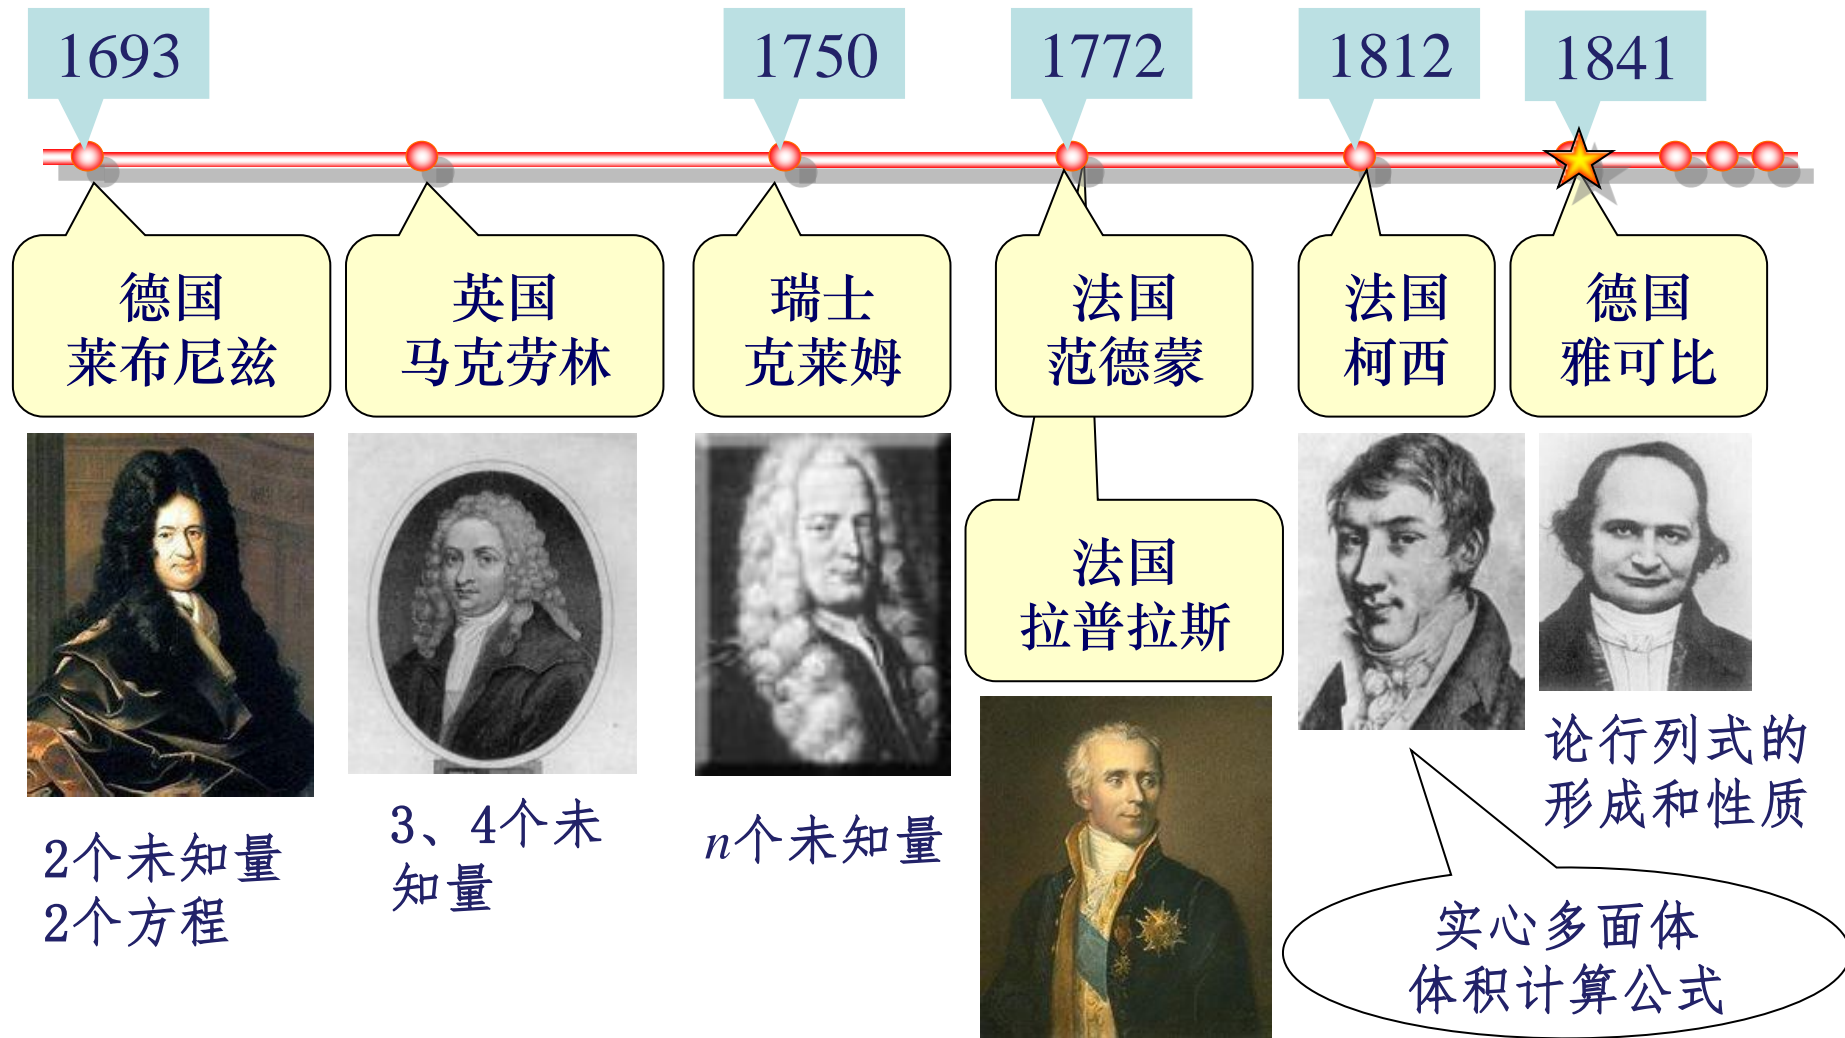 1693
1750
1772
1812
1841
德国
莱布尼兹
英国
马克劳林
瑞士
克莱姆
法国
范德蒙
法国
柯西
德国
雅可比
法国
拉普拉斯
2个未知量
2个方程
3、4个未
知量
n个未知量
论行列式的
形成和性质
实心多面体
体积计算公式